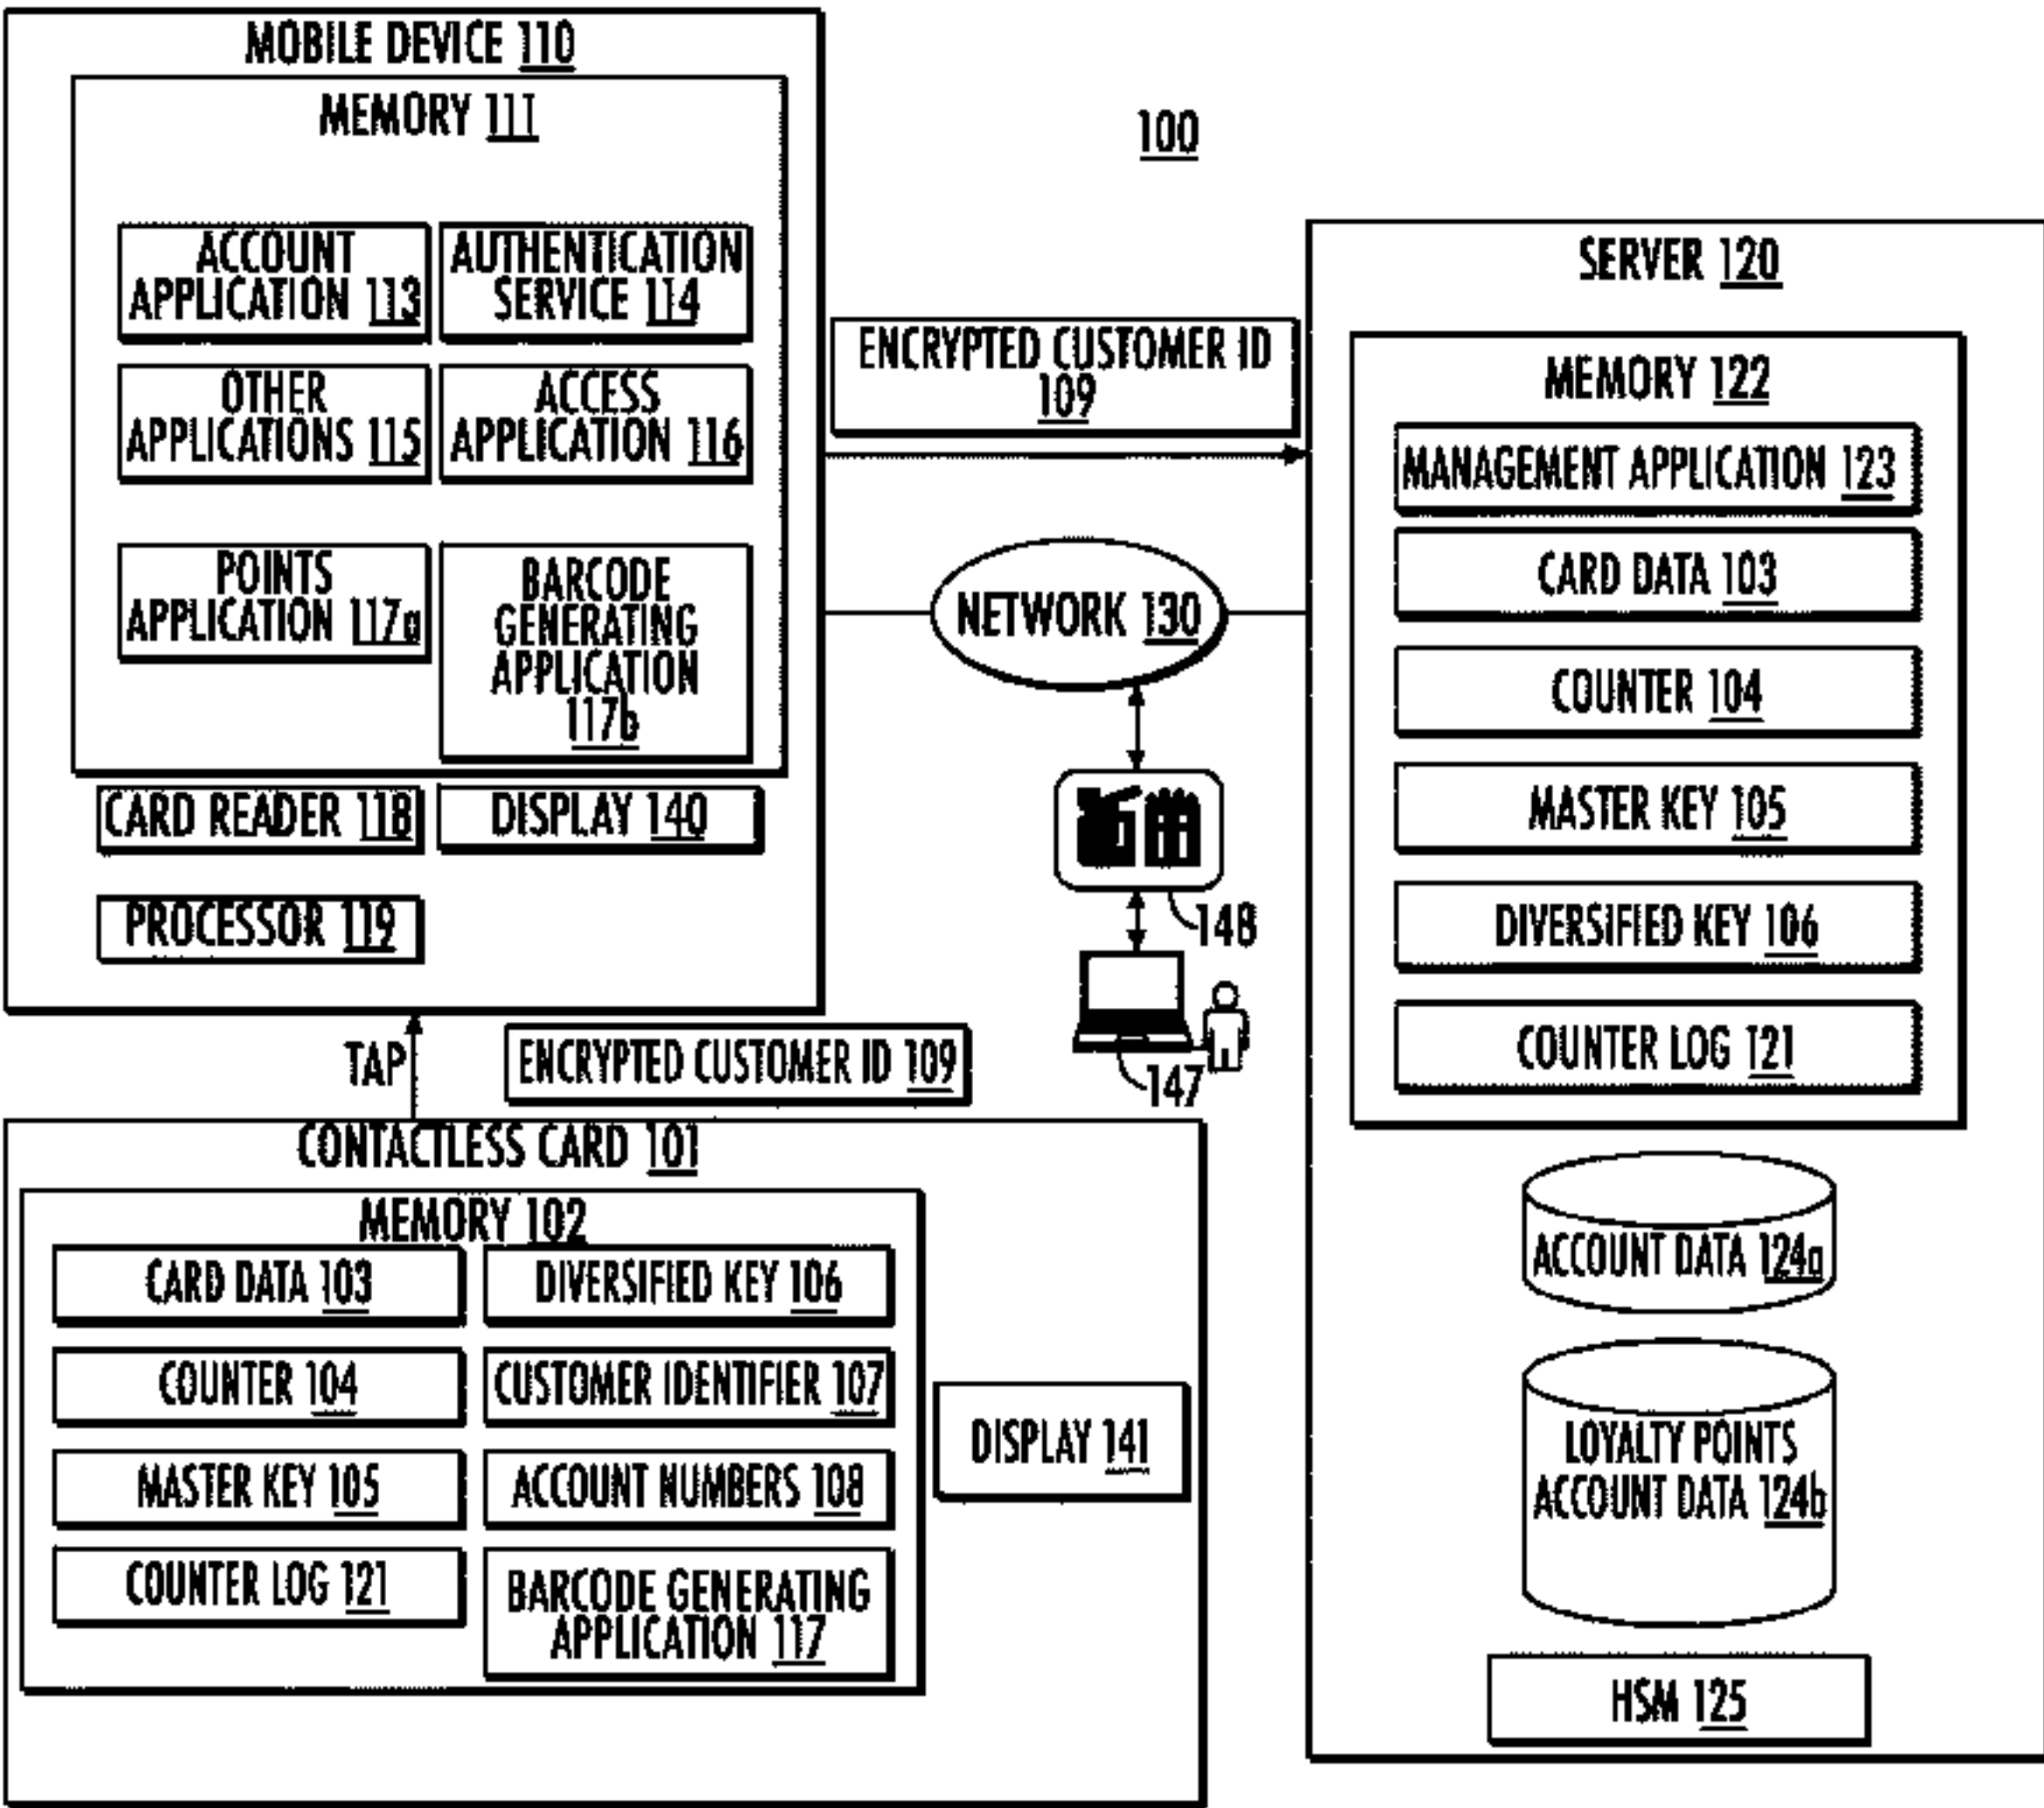 MOBILE DEVICE 110
MEMORY 111
ACCOUNT
APPLICATION 113
AUTHENTICATION
SERVICE 114
OTHER
APPLICATIONS 115
ACCESS
APPLICATION 116
POINTS
APPLICATION 117a
BARCODE
GENERATING
APPLICATION
117b
CARD READER 118
DISPLAY 140
PROCESSOR 119
100
ENCRYPTED CUSTOMER ID
109
NETWORK 130
148
147
TAP
ENCRYPTED CUSTOMER ID 109
CONTACTLESS CARD 101
MEMORY 102
CARD DATA 103
DIVERSIFIED KEY 106
COUNTER 104
CUSTOMER IDENTIFIER 107
MASTER KEY 105
ACCOUNT NUMBERS 108
COUNTER LOG 121
BARCODE GENERATING
APPLICATION 117
DISPLAY 141
SERVER 120
MEMORY 122
MANAGEMENT APPLICATION 123
CARD DATA 103
COUNTER 104
MASTER KEY 105
DIVERSIFIED KEY 106
COUNTER LOG 121
ACCOUNT DATA 124a
LOYALTY POINTS
ACCOUNT DATA 124b
HSM 125